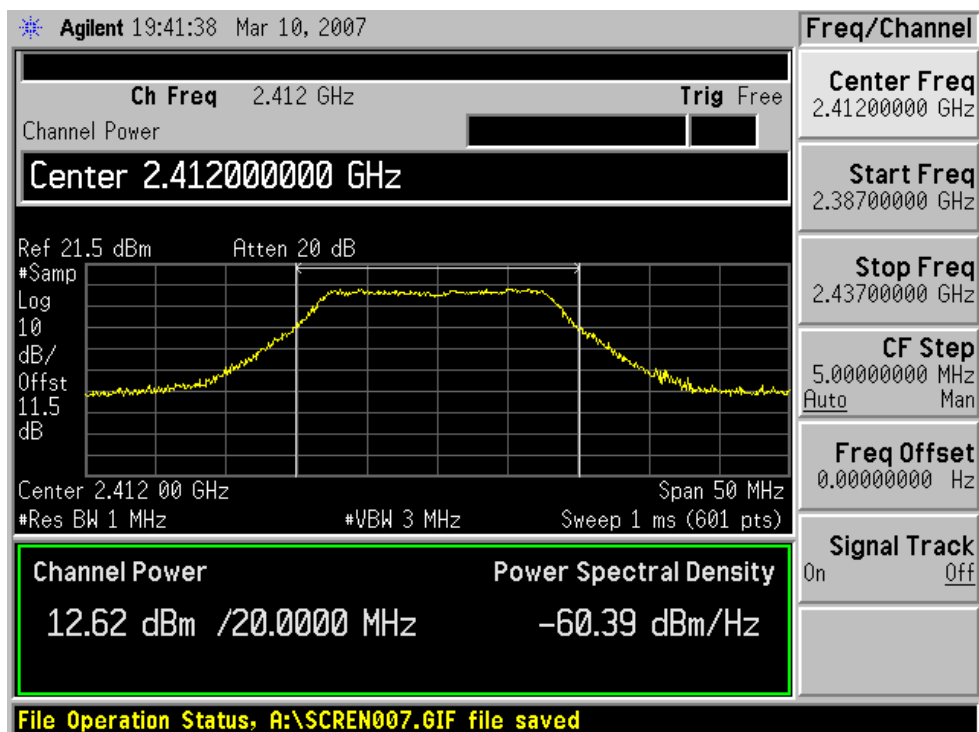 Agilent 19:41:38 Mar 10, 2007
Ch Freq 2.412 GHz Trig Free
Channel Power
Center 2.412000000 GHz
Ref 21.5 dBm Atten 20 dB
#Samp
Log
10
dB/
Offst
11.5
dB
Center 2.412 00 GHz Span 50 MHz
#Res BW 1 MHz #VBW 3 MHz Sweep 1 ms (601 pts)
Channel Power Power Spectral Density
12.62 dBm /20.0000 MHz -60.39 dBm/Hz
File Operation Status, A:\SCREN007.GIF file saved
Freq/Channel
Center Freq
2.41200000 GHz
Start Freq
2.38700000 GHz
Stop Freq
2.43700000 GHz
CF Step
5.00000000 MHz
Auto Man
Freq Offset
0.00000000 Hz
Signal Track
On Off